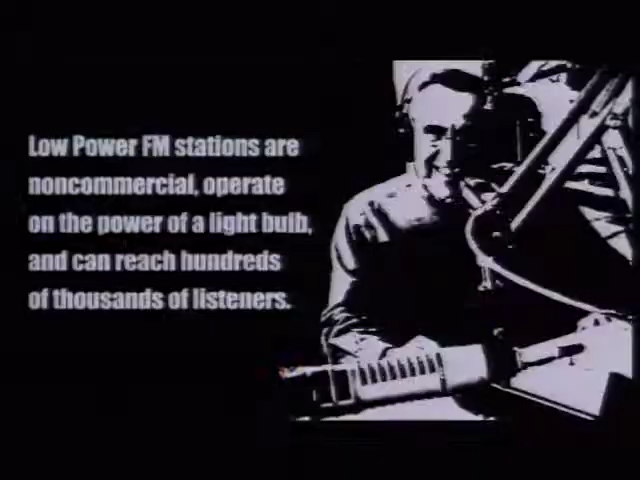 Low Power FM stations are
noncommercial, operate
on the power of a light bulb,
and can reach hundreds
of thousands of listeners.